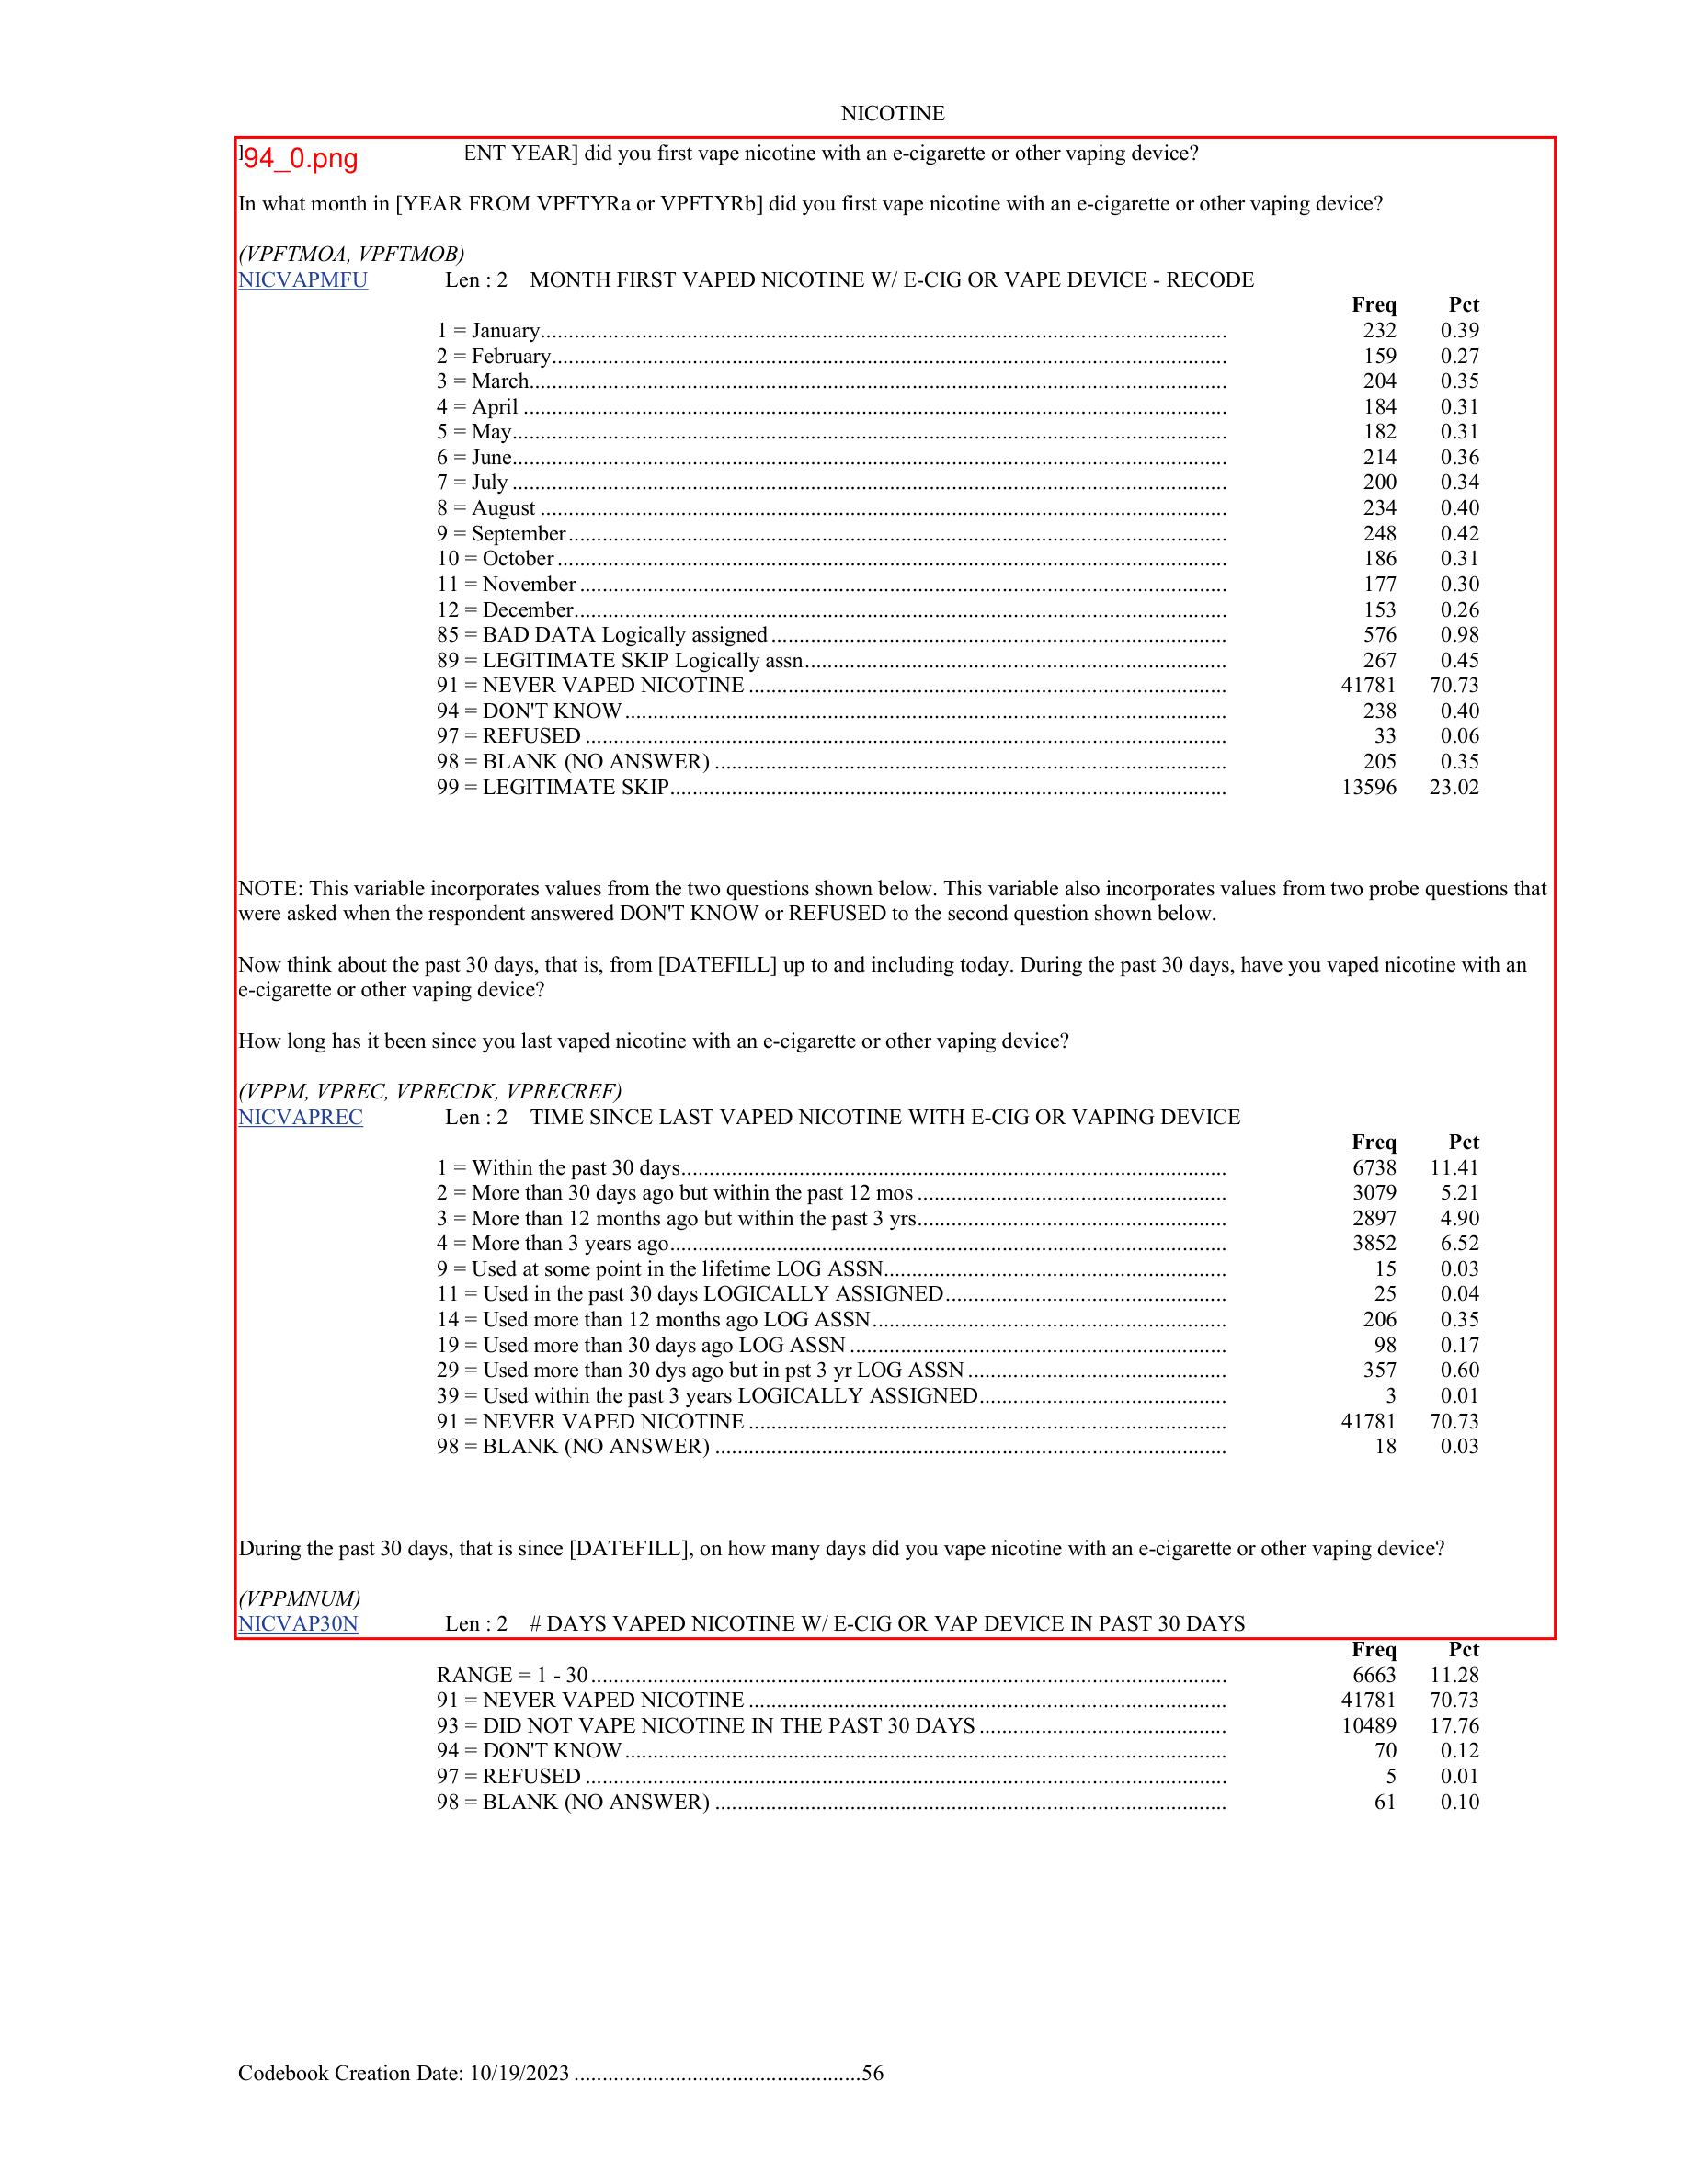 NICOTINE
94_0.png ENT YEAR] did you first vape nicotine with an e-cigarette or other vaping device?
In what month in [YEAR FROM VPFTYRa or VPFTYRb] did you first vape nicotine with an e-cigarette or other vaping device?
(VPFTMOA, VPFTMOB)
NICVAPMFU Len : 2 MONTH FIRST VAPED NICOTINE W/ E-CIG OR VAPE DEVICE - RECODE
Freq Pct
1 = January 232 0.39
2 = February 159 0.27
3 = March 204 0.35
4 = April 184 0.31
5 = May 182 0.31
6 = June 214 0.36
7 = July 200 0.34
8 = August 234 0.40
9 = September 248 0.42
10 = October 186 0.31
11 = November 177 0.30
12 = December 153 0.26
85 = BAD DATA Logically assigned 576 0.98
89 = LEGITIMATE SKIP Logically assn 267 0.45
91 = NEVER VAPED NICOTINE 41781 70.73
94 = DON'T KNOW 238 0.40
97 = REFUSED 33 0.06
98 = BLANK (NO ANSWER) 205 0.35
99 = LEGITIMATE SKIP 13596 23.02
NOTE: This variable incorporates values from the two questions shown below. This variable also incorporates values from two probe questions that
were asked when the respondent answered DON'T KNOW or REFUSED to the second question shown below.
Now think about the past 30 days, that is, from [DATEFILL] up to and including today. During the past 30 days, have you vaped nicotine with an
e-cigarette or other vaping device?
How long has it been since you last vaped nicotine with an e-cigarette or other vaping device?
(VPPM, VPREC, VPRECDK, VPRECREF)
NICVAPREC Len : 2 TIME SINCE LAST VAPED NICOTINE WITH E-CIG OR VAPING DEVICE
Freq Pct
1 = Within the past 30 days 6738 11.41
2 = More than 30 days ago but within the past 12 mos 3079 5.21
3 = More than 12 months ago but within the past 3 yrs 2897 4.90
4 = More than 3 years ago 3852 6.52
9 = Used at some point in the lifetime LOG ASSN 15 0.03
11 = Used in the past 30 days LOGICALLY ASSIGNED 25 0.04
14 = Used more than 12 months ago LOG ASSN 206 0.35
19 = Used more than 30 days ago LOG ASSN 98 0.17
29 = Used more than 30 dys ago but in pst 3 yr LOG ASSN 357 0.60
39 = Used within the past 3 years LOGICALLY ASSIGNED 3 0.01
91 = NEVER VAPED NICOTINE 41781 70.73
98 = BLANK (NO ANSWER) 18 0.03
During the past 30 days, that is since [DATEFILL], on how many days did you vape nicotine with an e-cigarette or other vaping device?
(VPPMNUM)
NICVAP30N Len : 2 # DAYS VAPED NICOTINE W/ E-CIG OR VAP DEVICE IN PAST 30 DAYS
Freq Pct
RANGE = 1 - 30 6663 11.28
91 = NEVER VAPED NICOTINE 41781 70.73
93 = DID NOT VAPE NICOTINE IN THE PAST 30 DAYS 10489 17.76
94 = DON'T KNOW 70 0.12
97 = REFUSED 5 0.01
98 = BLANK (NO ANSWER) 61 0.10
Codebook Creation Date: 10/19/2023 56